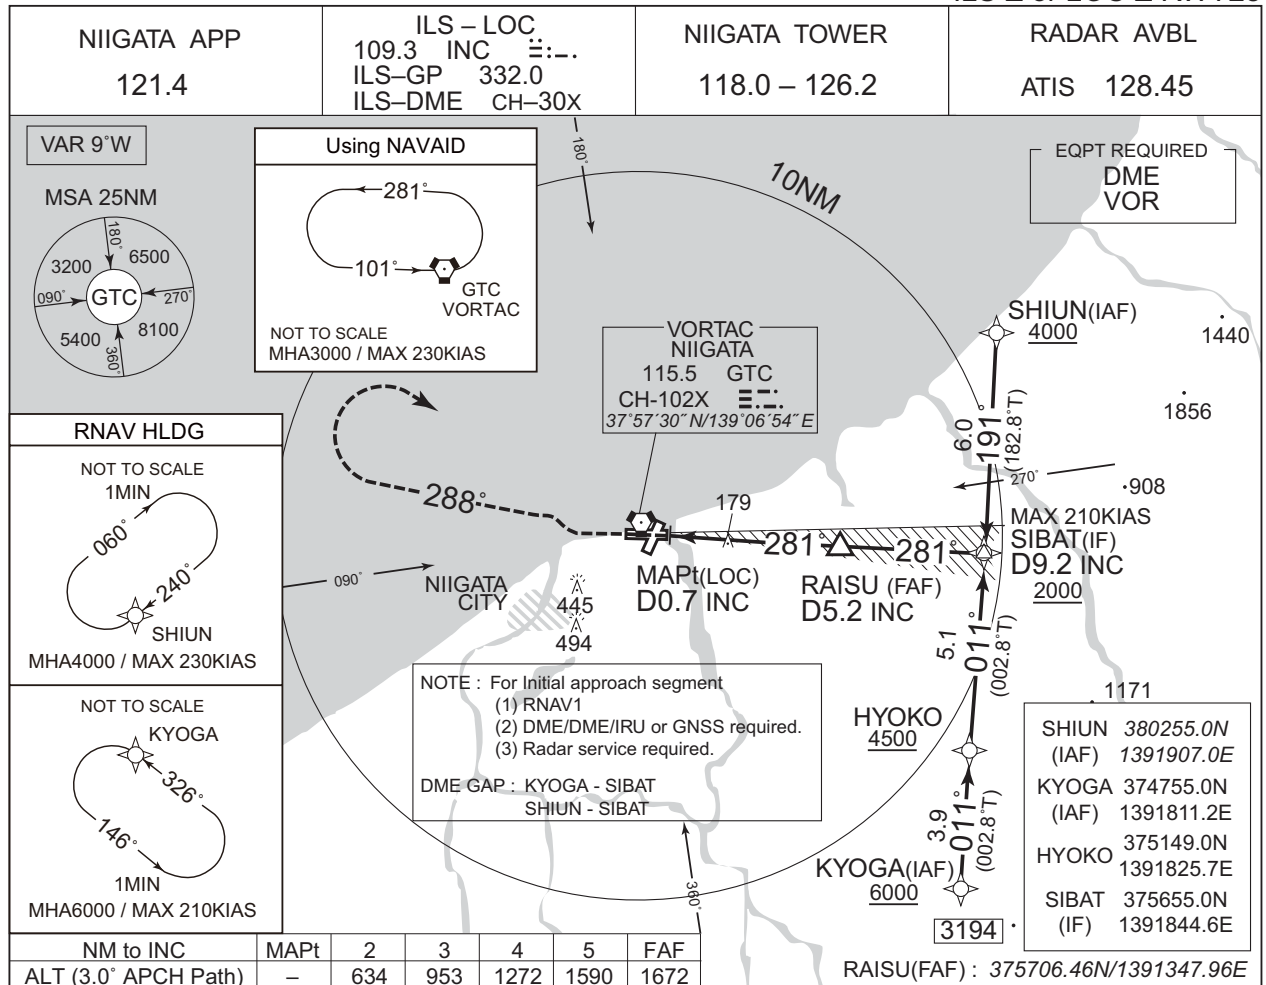 NIIGATA APP
121.4
ILS – LOC
109.3 INC
ILS–GP 332.0
ILS–DME CH–30X
NIIGATA TOWER
118.0 – 126.2
RADAR AVBL
ATIS 128.45
VAR 9˚W
MSA 25NM
180˚
3200
6500
090˚
GTC
270˚
5400
8100
360˚
Using NAVAID
281˚
101˚
GTC
VORTAC
NOT TO SCALE
MHA3000 / MAX 230KIAS
180˚
10NM
EQPT REQUIRED
DME
VOR
VORTAC
NIIGATA
115.5 GTC
CH-102X
37˚57´30˝ N/139˚06´54˝ E
SHIUN(IAF)
4000
1440
1856
6.0
191˚
(182.8˚T)
270˚
908
RNAV HLDG
NOT TO SCALE
1MIN
060˚
240˚
SHIUN
MHA4000 / MAX 230KIAS
288˚
179
281˚
281˚
MAX 210KIAS
SIBAT(IF)
D9.2 INC
2000
MAPt(LOC)
D0.7 INC
RAISU (FAF)
D5.2 INC
090˚
NIIGATA
CITY
445
494
5.1
011˚
(002.8˚T)
NOTE : For Initial approach segment
(1) RNAV1
(2) DME/DME/IRU or GNSS required.
(3) Radar service required.
DME GAP : KYOGA - SIBAT
SHIUN - SIBAT
HYOKO
4500
1171
3.9
011˚
(002.8˚T)
KYOGA(IAF)
6000
3194
360˚
NOT TO SCALE
KYOGA
326˚
146˚
1MIN
MHA6000 / MAX 210KIAS
SHIUN 380255.0N
(IAF) 1391907.0E
KYOGA 374755.0N
(IAF) 1391811.2E
HYOKO 375149.0N
1391825.7E
SIBAT 375655.0N
(IF) 1391844.6E
RAISU(FAF) : 375706.46N/1391347.96E
NM to INC MAPt 2 3 4 5 FAF
ALT (3.0˚ APCH Path) – 634 953 1272 1590 1672